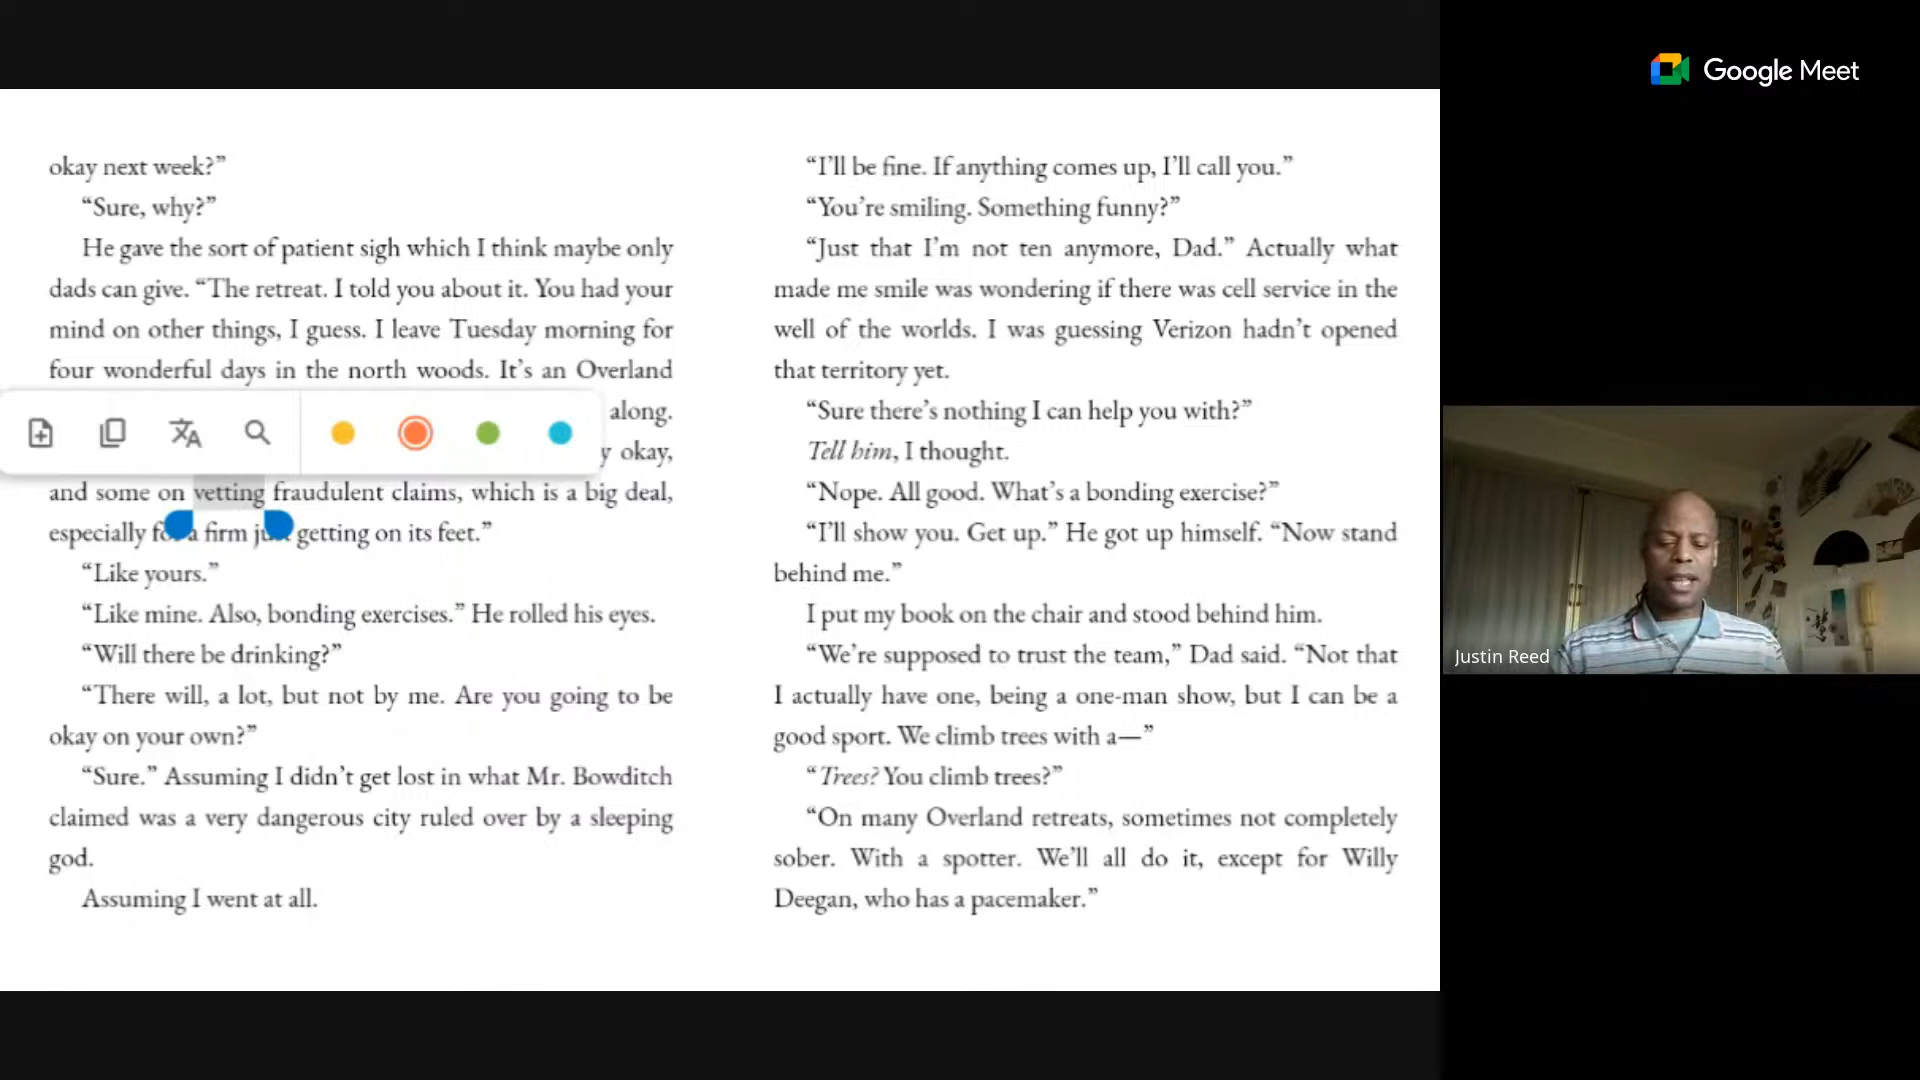 okay next week?”
“Sure, why?”
He gave the sort of patient sigh which I think maybe only
dads can give. “The retreat. I told you about it. You had your
mind on other things, I guess. I leave Tuesday morning for
four wonderful days in the north woods. It’s an Overland
along.
y okay,
and some on vetting fraudulent claims, which is a big deal,
especially for a firm just getting on its feet.”
“Like yours.”
“Like mine. Also, bonding exercises.” He rolled his eyes.
“Will there be drinking?”
“There will, a lot, but not by me. Are you going to be
okay on your own?”
“Sure.” Assuming I didn’t get lost in what Mr. Bowditch
claimed was a very dangerous city ruled over by a sleeping
god.
Assuming I went at all.
“I’ll be fine. If anything comes up, I’ll call you.”
“You’re smiling. Something funny?”
“Just that I’m not ten anymore, Dad.” Actually what
made me smile was wondering if there was cell service in the
well of the worlds. I was guessing Verizon hadn’t opened
that territory yet.
“Sure there’s nothing I can help you with?”
Tell him, I thought.
“Nope. All good. What’s a bonding exercise?”
“I’ll show you. Get up.” He got up himself. “Now stand
behind me.”
I put my book on the chair and stood behind him.
“We’re supposed to trust the team,” Dad said. “Not that
I actually have one, being a one-man show, but I can be a
good sport. We climb trees with a—”
“Trees? You climb trees?”
“On many Overland retreats, sometimes not completely
sober. With a spotter. We’ll all do it, except for Willy
Deegan, who has a pacemaker.”
Google Meet
Justin Reed